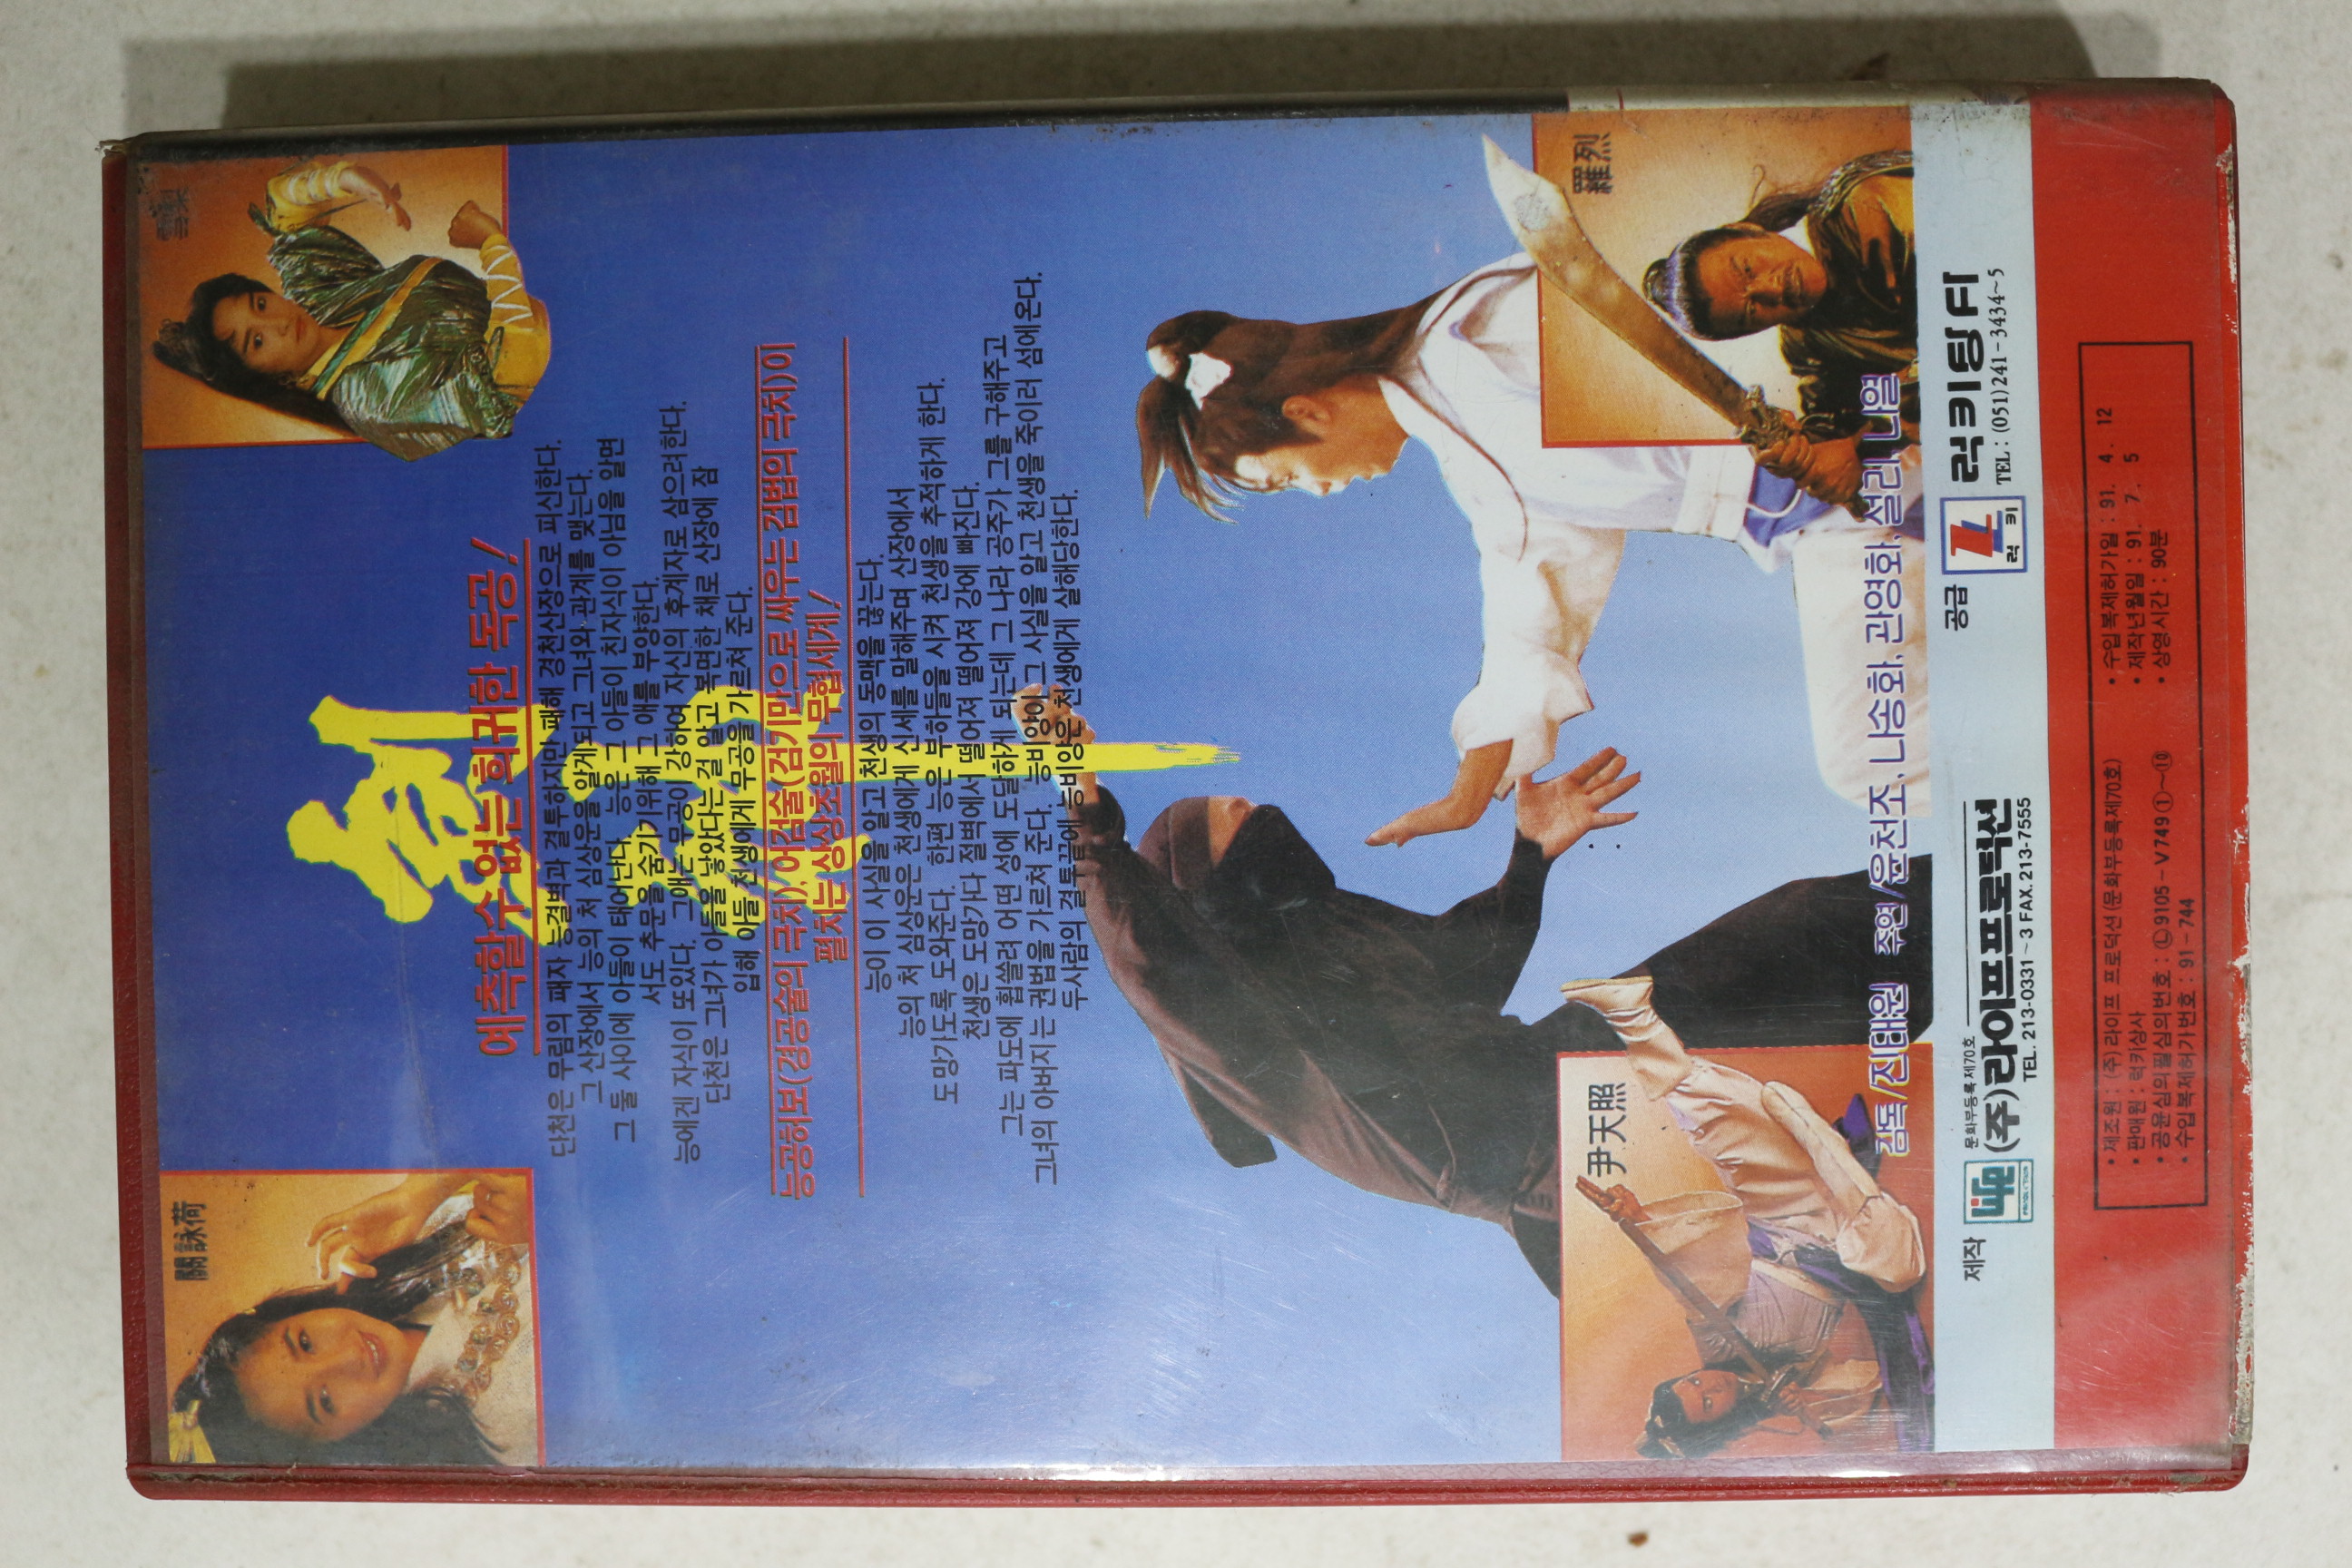 關詠荷
예측할수 없는 희귀한 독공!
단천은 무림의 패자 능결벽과 결투하지만 패해 경천산장으로 피신한다.
그 산장에서 능의 처 심상운을 알게되고 그녀와 관계를 맺는다.
그 둘 사이에 아들이 태어난다. 능은 그 아들이 친자식이 아님을 알면
서도 추문을 숨기기위해 그 애를 부양한다.
능에겐 자식이 또있다. 그애는 무공이 강하여 자신의 후계자로 삼으려한다.
단천은 그녀가 아들을 낳았다는걸 알고 복면한 채로 산장에 잠
입해 아들 천생에게 무공을 가르쳐 준다.
능공허보(경공술의 극치), 어검술(검기만으로 싸우는 검법의 극치)이
펼치는 상상초월의 무협세계!
능이 이 사실을 알고 천생의 동맥을 끊는다.
능의 처 심상운은 천생에게 신세를 말해주며 산장에서
도망가도록 도와준다. 한편 능은 부하들을 시켜 천생을 추적하게 한다.
천생은 도망가다 절벽에서 떨어져 떨어져 강에 빠진다.
그는 파도에 휩쓸려 어떤 성에 도달하게 되는데 그 나라 공주가 그를 구해주고
그녀의 아버지는 권법을 가르쳐 준다. 능비양이 그 사실을 알고 천생을 죽이러 섬에온다.
두사람의 결투끝에 능비양은 천생에게 살해당한다.
尹天照
羅烈
감독/진태원 주연/윤천조, 나송화, 관영화, 설리, 나열
제작
Life
문화부등록 제70호
(주)라이프프로덕션
TEL. 213-0331~3 FAX. 213-7555
공급
럭키
럭키탕시
TEL : (051)241-3434~5
• 제조원 : (주)라이프 프로덕션(문화부등록제70호)
• 판매원 : 럭키상사
• 공윤심의필심의번호 : Ⓛ9105-V749①~⑩
• 수입복제허가번호 : 91-744
• 수입복제허가일 : 91. 4. 12
• 제작년월일 : 91. 7. 5
• 상영시간 : 90분